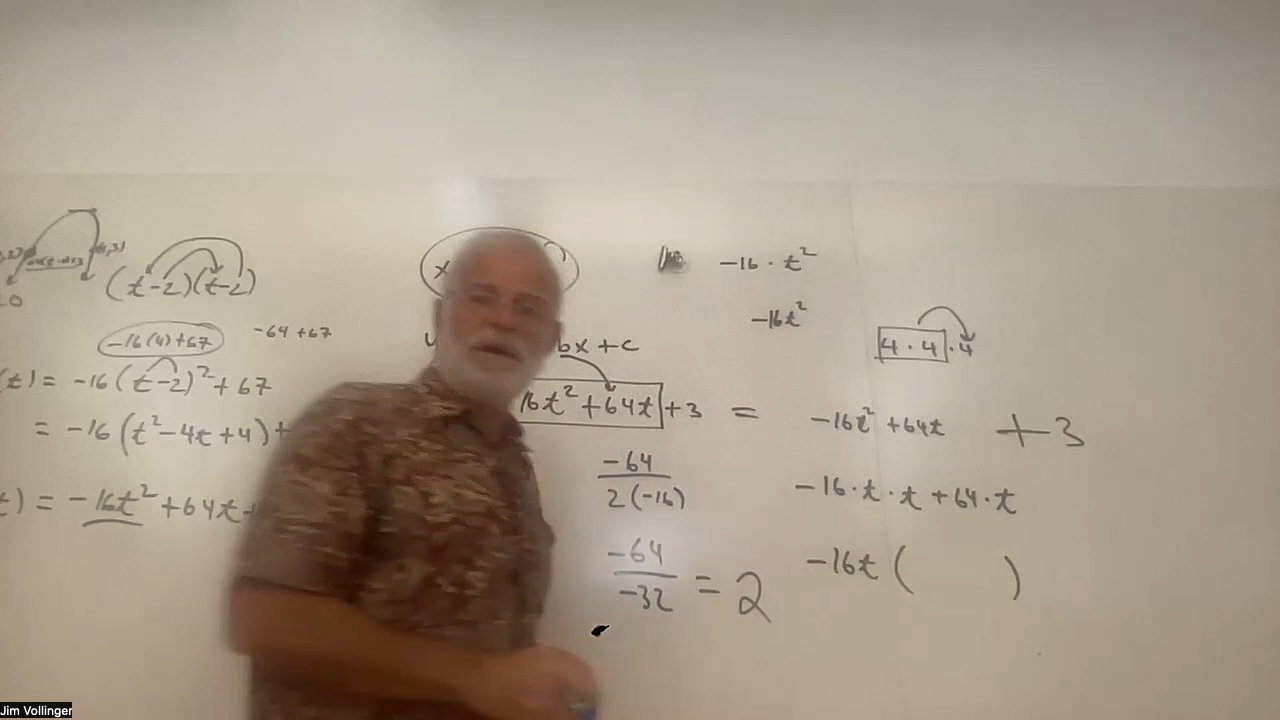 (t-2)(t-2)
-16(4)+67 -64+67
(t) = -16(t-2)²+67
= -16(t²-4t+4)+
t) = -16t²+64t
x
bx+c
16t²+64t+3 = -16t²+64t +3
-64
2(-16)
-64
-32
= 2
-16·t²
-16t²
4·4·4
-16·t·t+64·t
-16t( )
Jim Vollinger